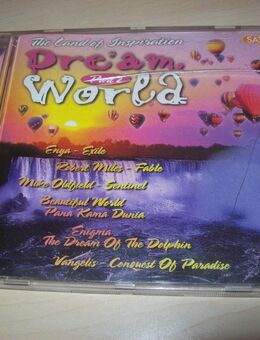 The Land of Inspiration
Dream
Part 2
World
Enya - Exile
Robert Miles - Fable
Mike Oldfield - Sentinel
Beautiful World
Pana Kama Dunia
Enigma
The Dream Of The Dolphin
Vangelis - Conquest Of Paradise